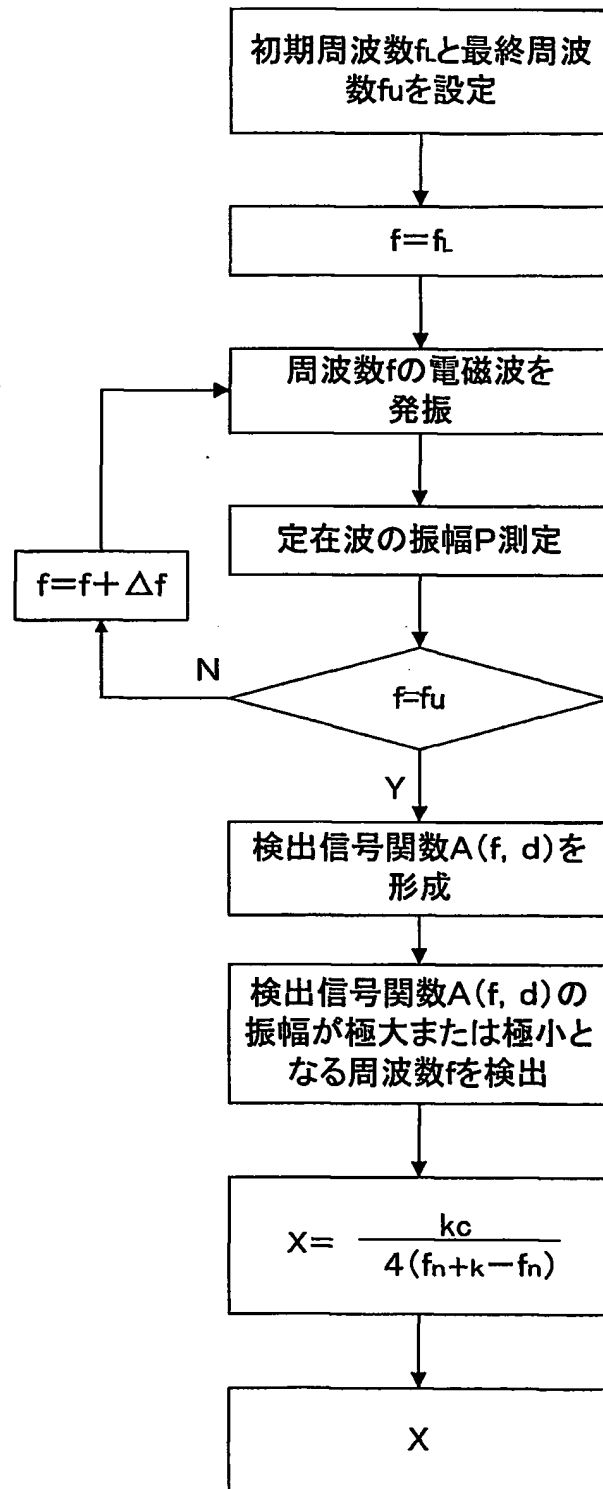 初期周波数fLと最終周波
数fuを設定
f=fL
周波数fの電磁波を
発振
定在波の振幅P測定
f=f+Δf
N
f=fu
Y
検出信号関数A(f, d)を
形成
検出信号関数A(f, d)の
振幅が極大または極小と
なる周波数fを検出
X= kc
4(fn+k−fn)
X